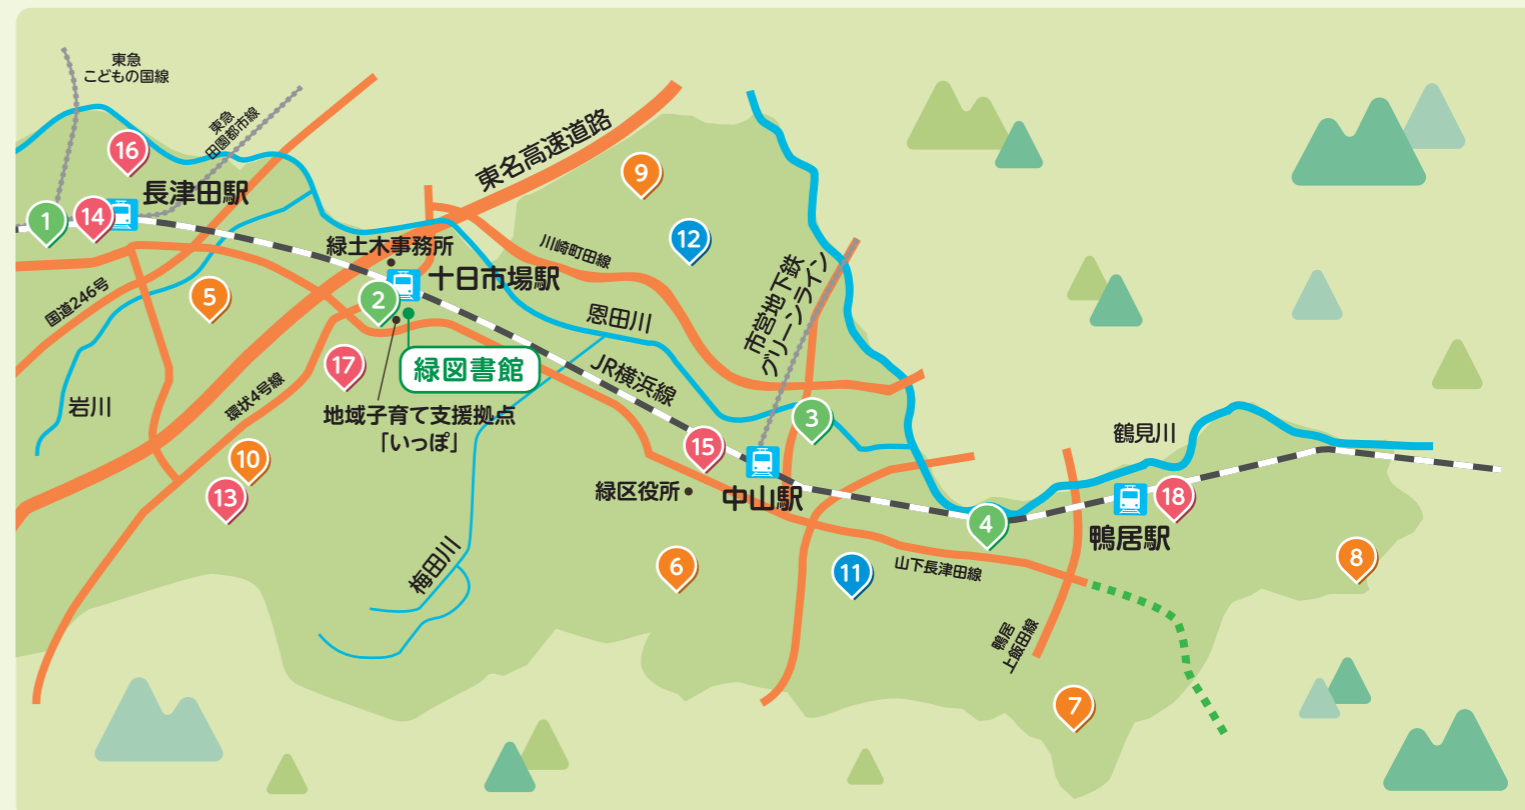 東急
こどもの国線
東急
田園都市線
16
東名高速道路
9
長津田駅
1
14
緑土木事務所
川崎町田線
12
十日市場駅
市営地下鉄
グリーンライン
国道246号
5
2
恩田川
緑図書館
JR横浜線
17
環状4号線
岩川
地域子育て支援拠点
「いっぽ」
3
鶴見川
15
10
13
緑区役所
中山駅
18
4
鴨居駅
梅田川
6
11
山下長津田線
8
鴨居
上飯田線
7